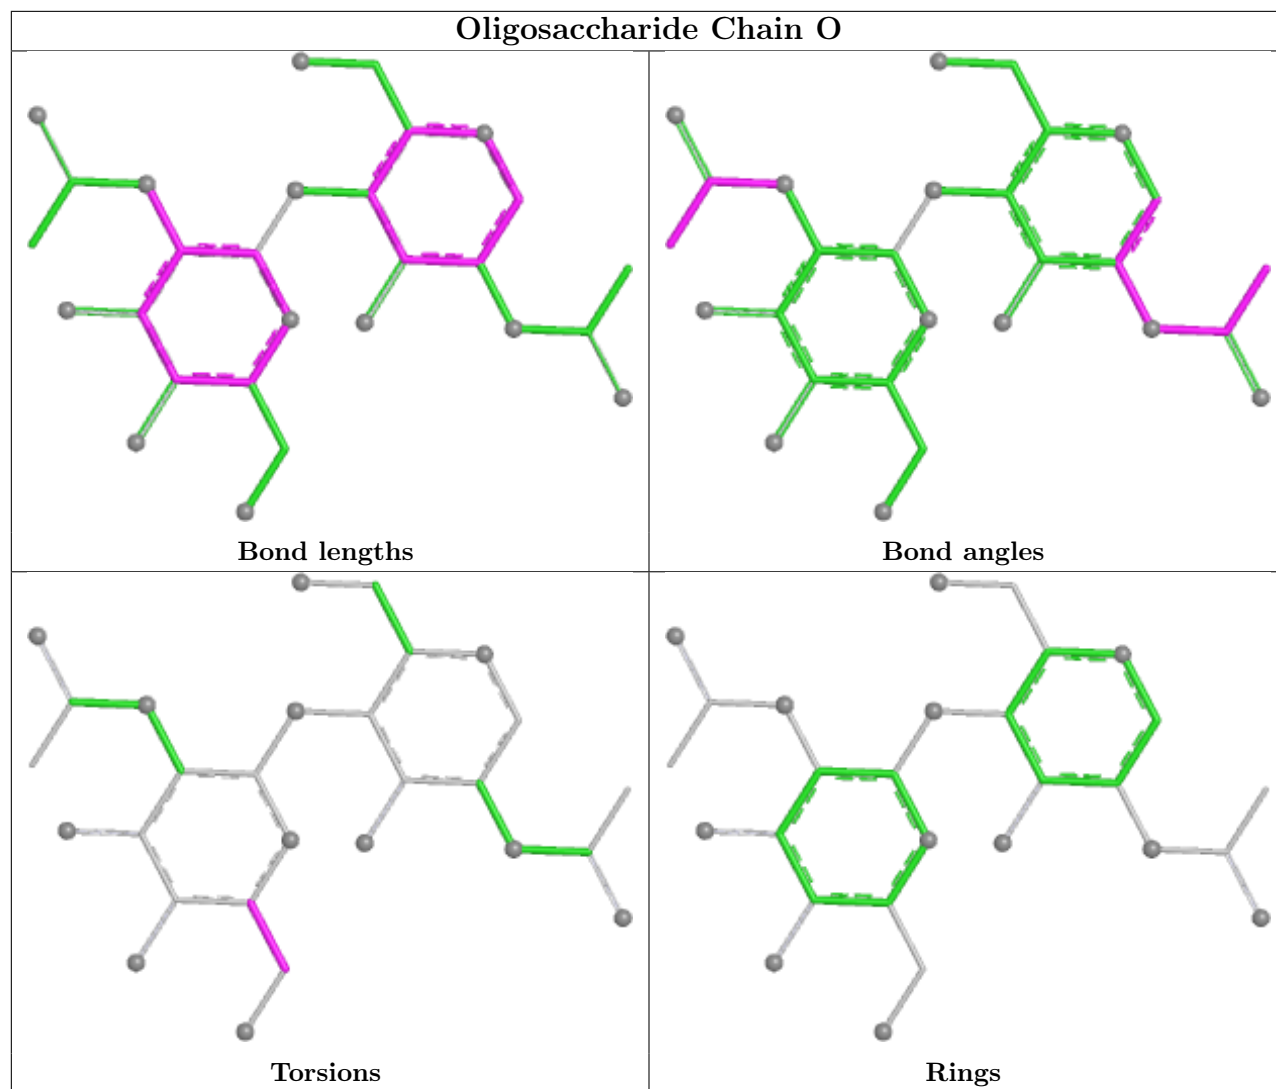 Oligosaccharide Chain O
Bond lengths
Bond angles
Torsions
Rings